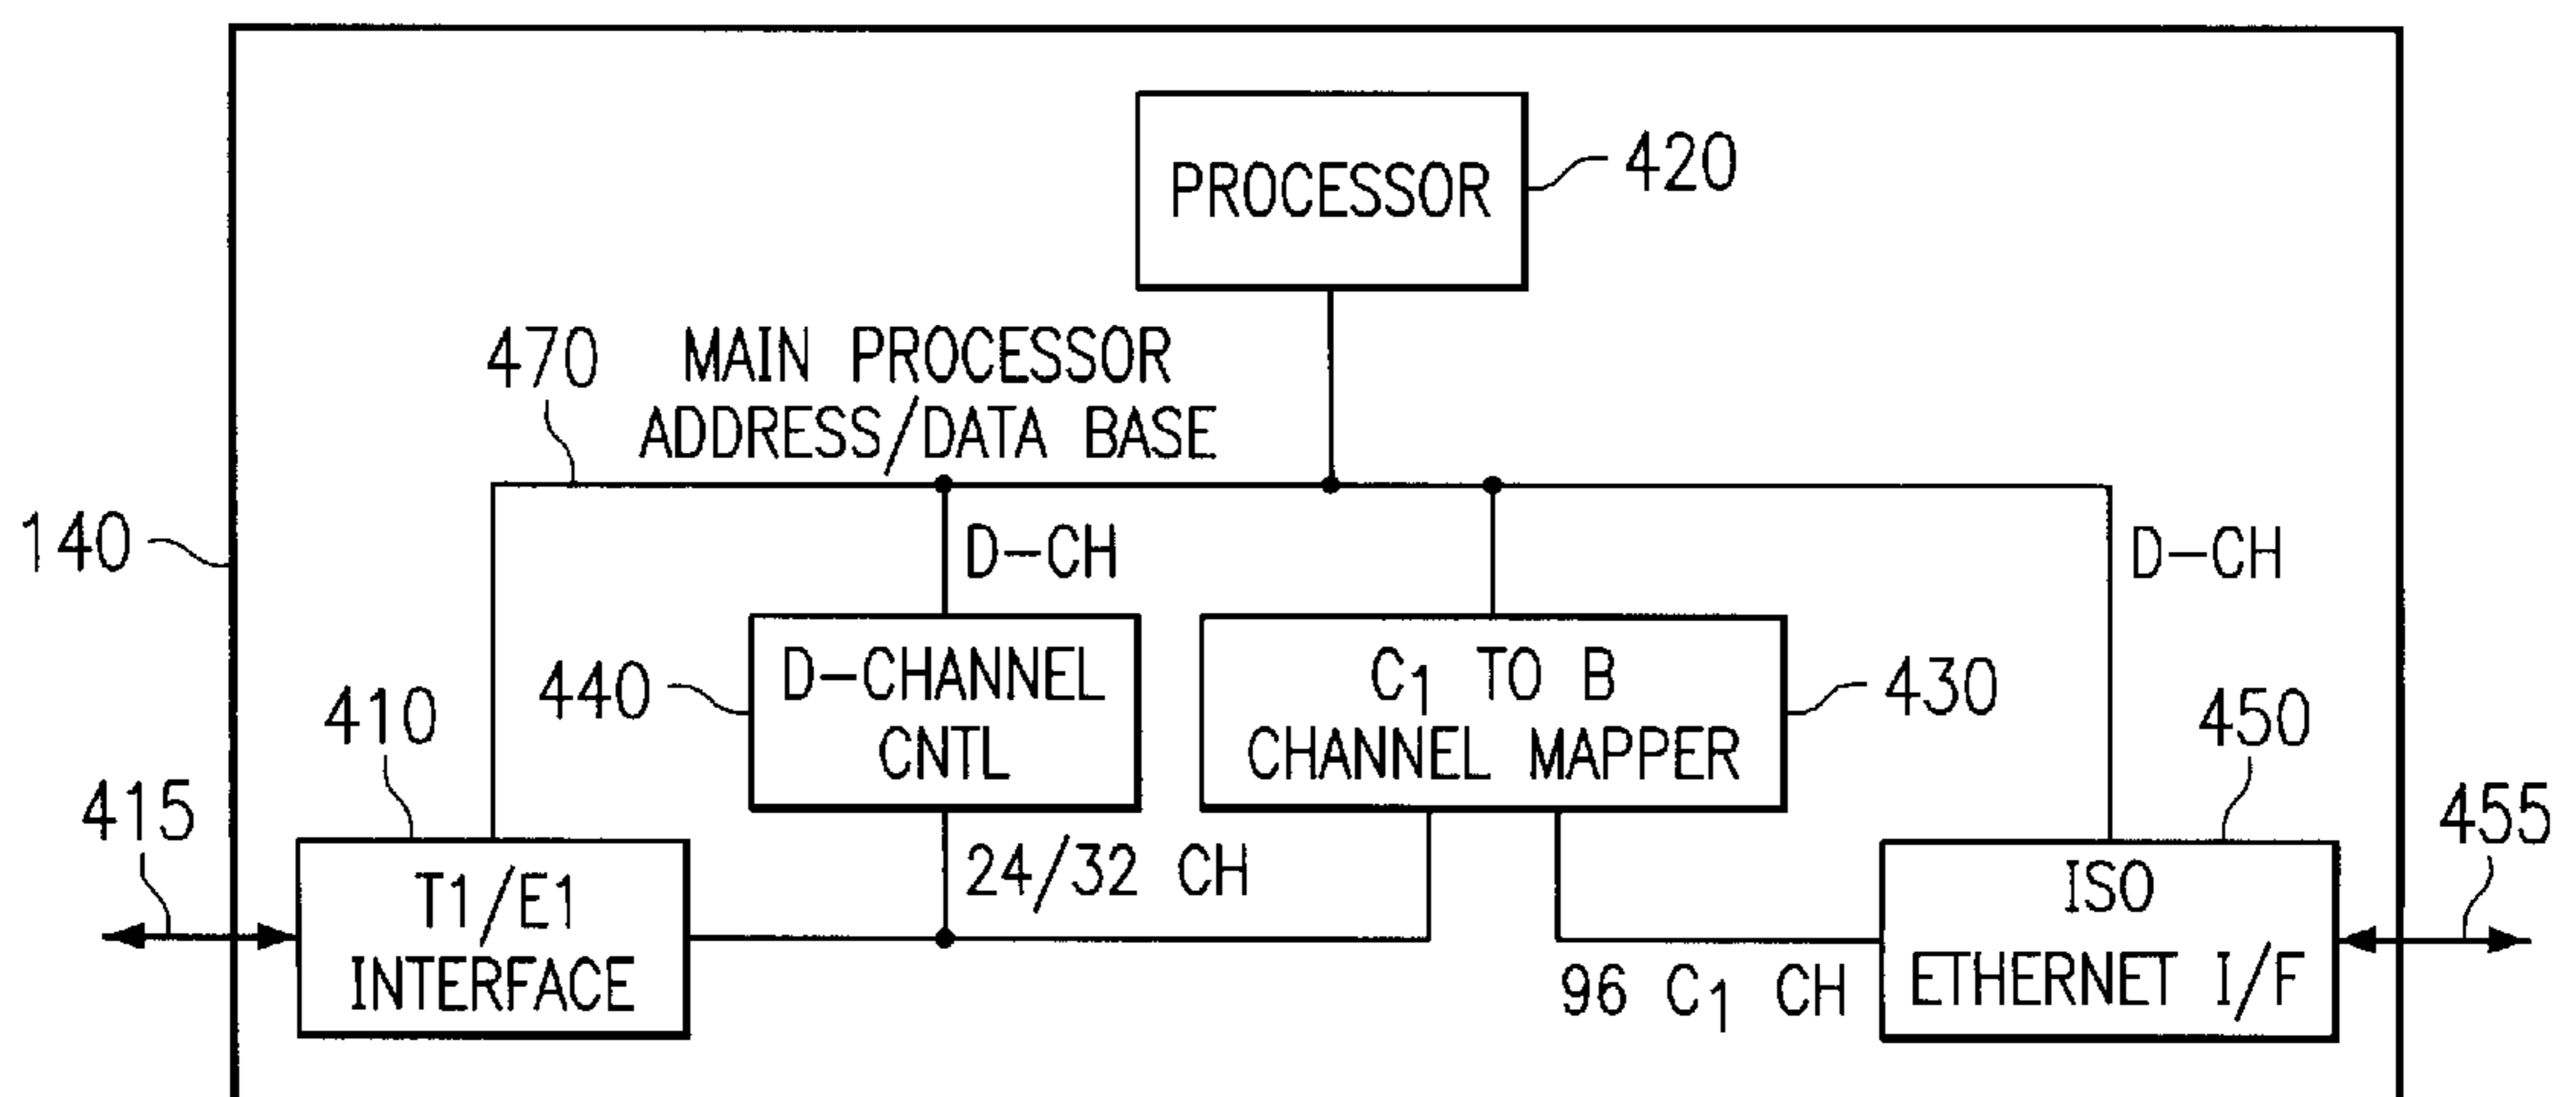 PROCESSOR
420
470
MAIN PROCESSOR
ADDRESS/DATA BASE
140
D-CH
D-CH
440
D-CHANNEL
CNTL
C1 TO B
CHANNEL MAPPER
430
410
450
415
455
24/32 CH
T1/E1
INTERFACE
96 C1 CH
ISO
ETHERNET I/F